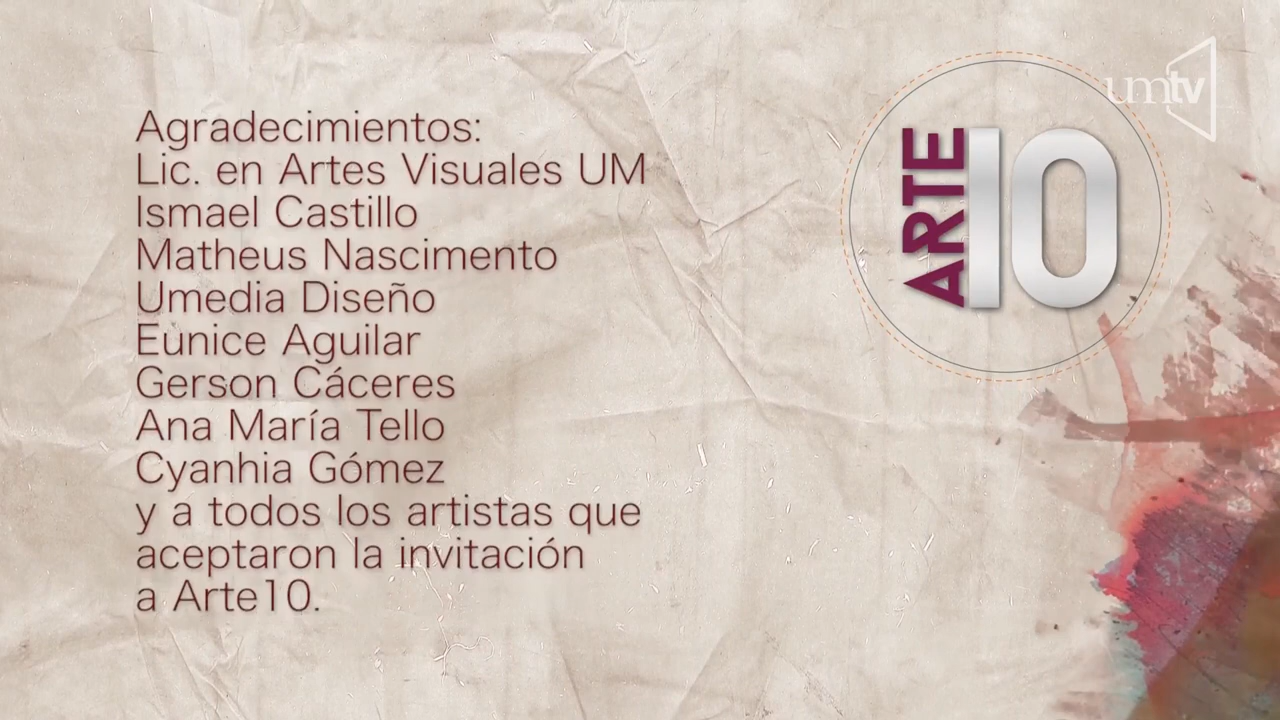 Agradecimientos:
Lic. en Artes Visuales UM
Ismael Castillo
Matheus Nascimento
Umedia Diseño
Eunice Aguilar
Gerson Cáceres
Ana María Tello
Cyanhia Gómez
y a todos los artistas que
aceptaron la invitación
a Arte10.
ARTE
10
umtv